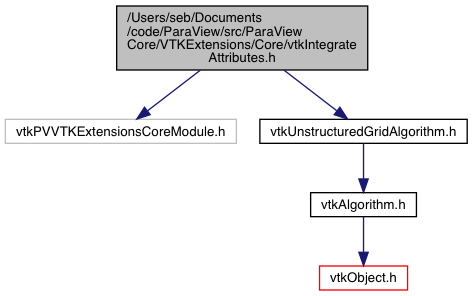 /Users/seb/Documents
/code/ParaView/src/ParaView
Core/VTKExtensions/Core/vtkIntegrate
Attributes.h
vtkPVVTKExtensionsCoreModule.h
vtkUnstructuredGridAlgorithm.h
vtkAlgorithm.h
vtkObject.h